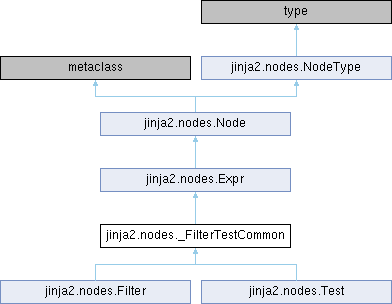 type
metaclass
jinja2.nodes.NodeType
jinja2.nodes.Node
jinja2.nodes.Expr
jinja2.nodes._FilterTestCommon
jinja2.nodes.Filter
jinja2.nodes.Test